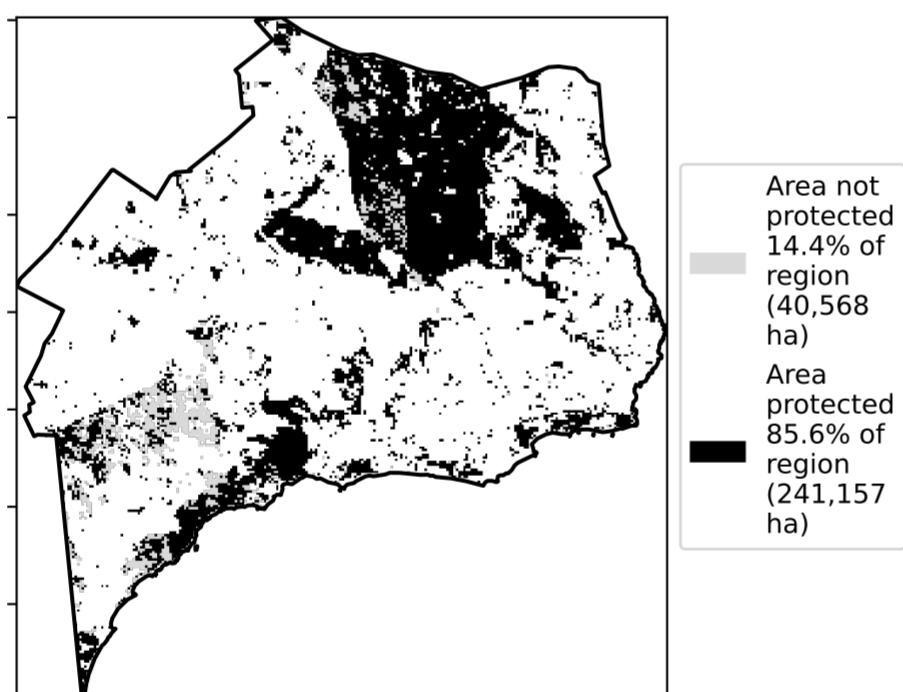 Area not
protected
14.4% of
region
(40,568
ha)
Area
protected
85.6% of
region
(241,157
ha)